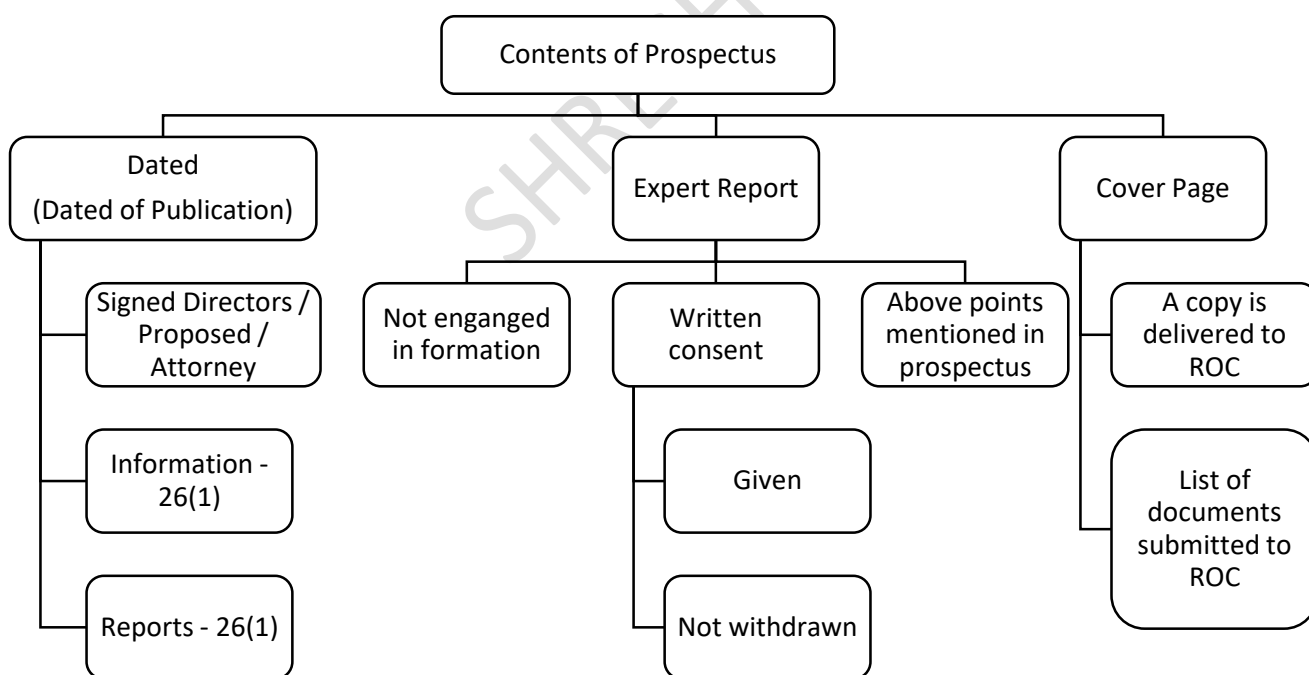 Contents of Prospectus
Dated
(Dated of Publication)
Expert Report
Cover Page
Signed Directors /
Proposed /
Attorney
Not enganged
in formation
Written
consent
Above points
mentioned in
prospectus
A copy is
delivered to
ROC
Information -
26(1)
Given
List of
documents
submitted to
ROC
Reports - 26(1)
Not withdrawn